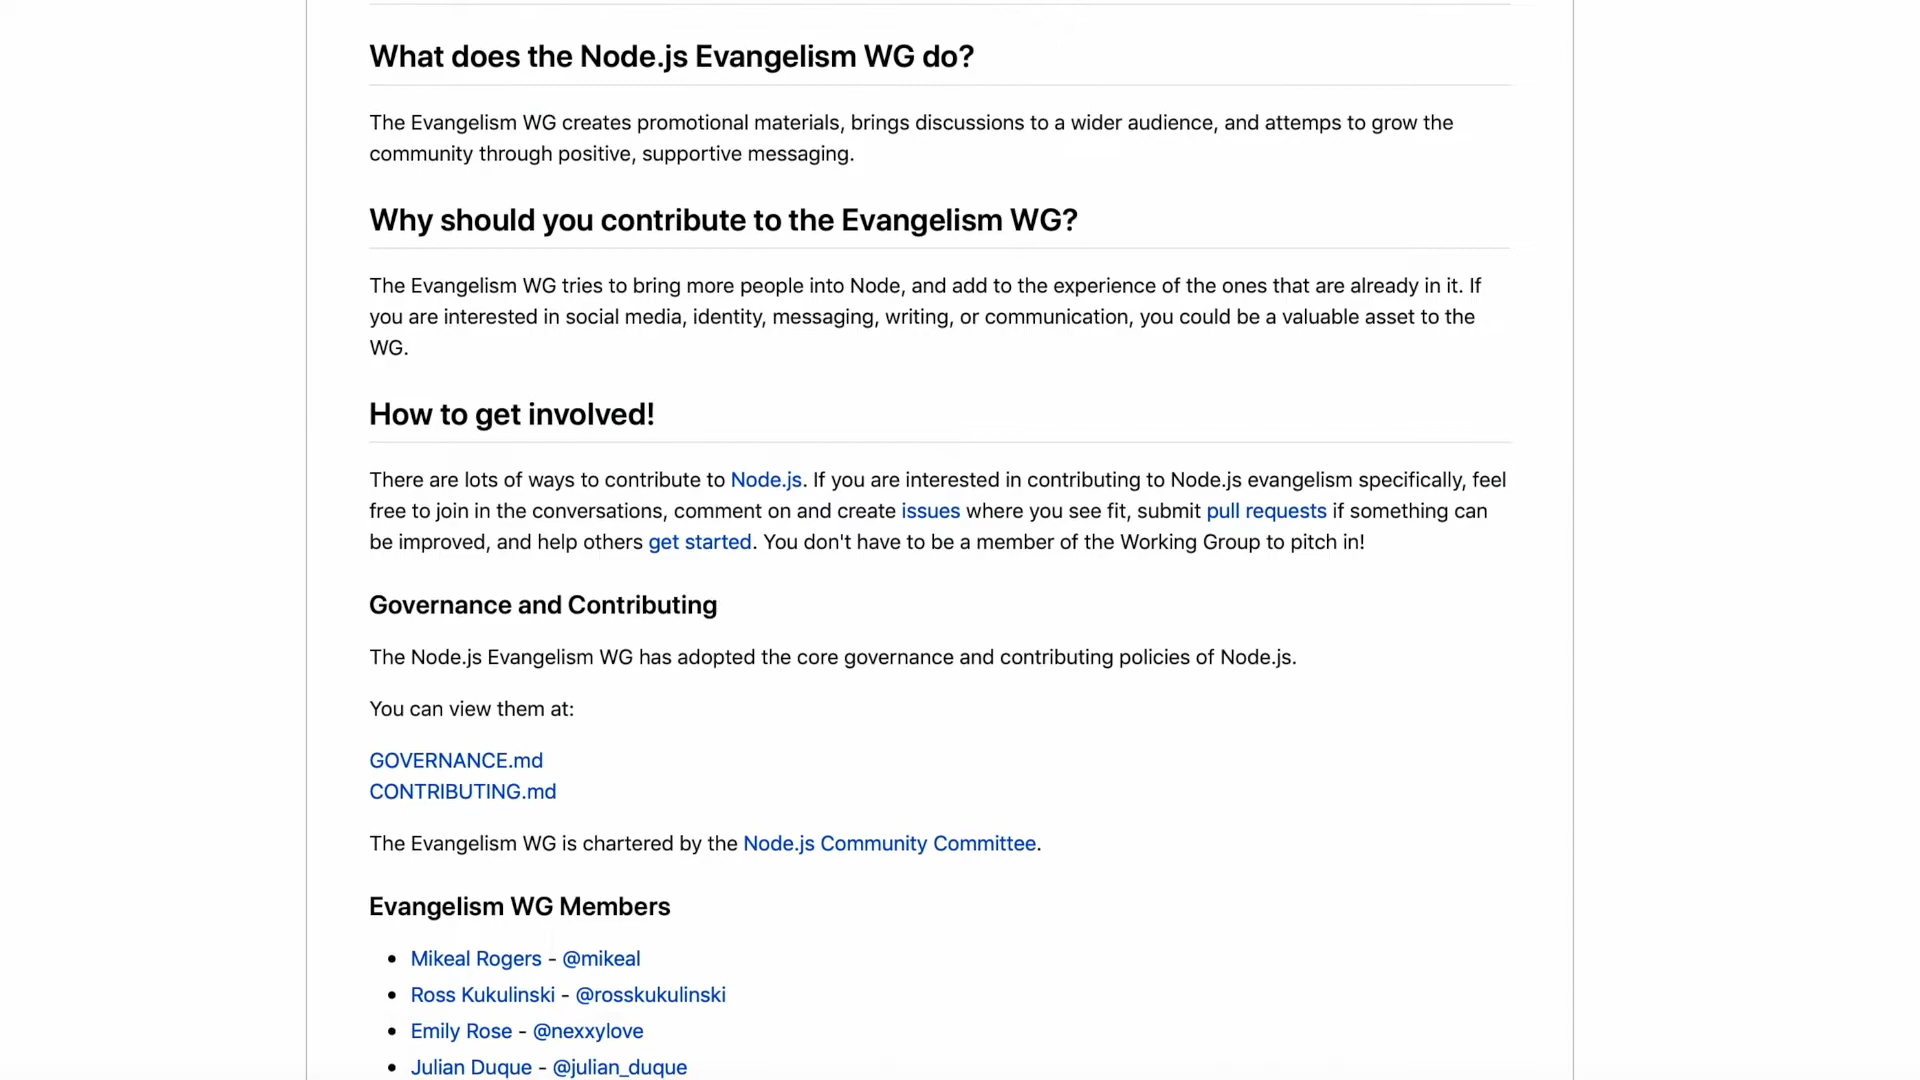 What does the Node.js Evangelism WG do?
The Evangelism WG creates promotional materials, brings discussions to a wider audience, and attemps to grow the
community through positive, supportive messaging.
Why should you contribute to the Evangelism WG?
The Evangelism WG tries to bring more people into Node, and add to the experience of the ones that are already in it. If
you are interested in social media, identity, messaging, writing, or communication, you could be a valuable asset to the
WG.
How to get involved!
There are lots of ways to contribute to Node.js. If you are interested in contributing to Node.js evangelism specifically, feel
free to join in the conversations, comment on and create issues where you see fit, submit pull requests if something can
be improved, and help others get started. You don't have to be a member of the Working Group to pitch in!
Governance and Contributing
The Node.js Evangelism WG has adopted the core governance and contributing policies of Node.js.
You can view them at:
GOVERNANCE.md
CONTRIBUTING.md
The Evangelism WG is chartered by the Node.js Community Committee.
Evangelism WG Members
• Mikeal Rogers - @mikeal
• Ross Kukulinski - @rosskukulinski
• Emily Rose - @nexxylove
• Julian Duque - @julian_duque